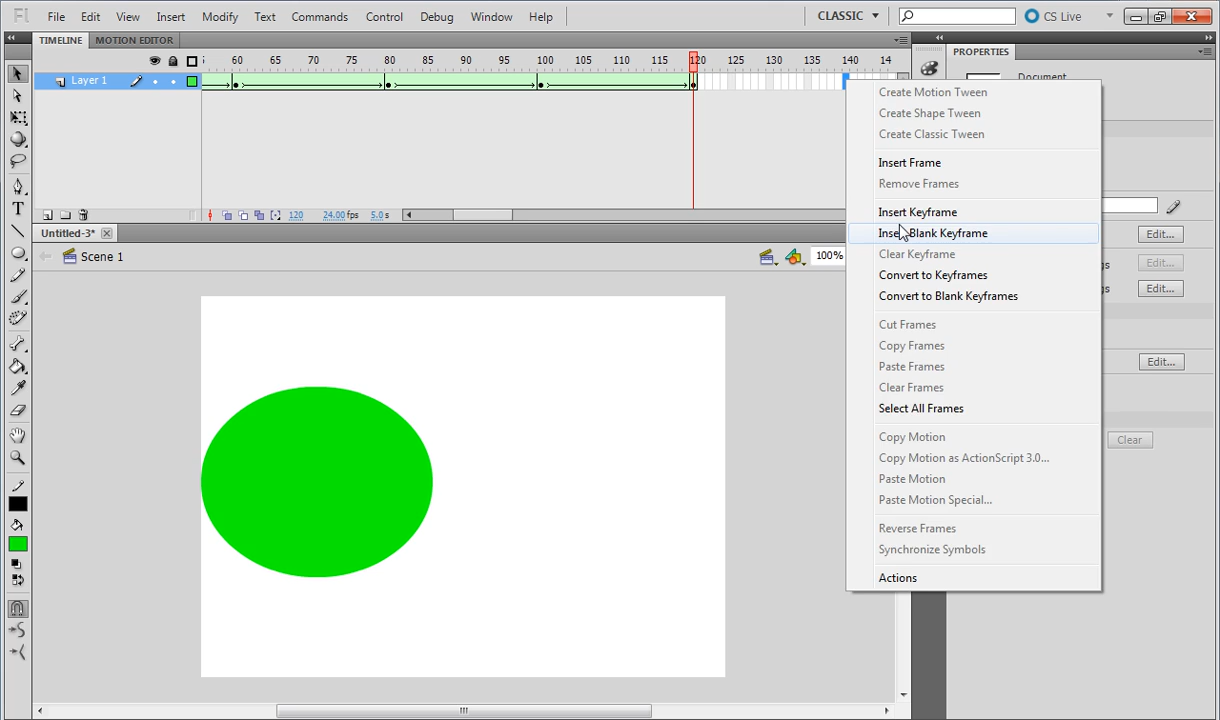 Fl File Edit View Insert Modify Text Commands Control Debug Window Help CLASSIC CS Live
TIMELINE MOTION EDITOR PROPERTIES
60 65 70 75 80 85 90 95 100 105 110 115 120 125 130 135 140 14
Layer 1
Document
120 24.00 fps 5.0 s
Untitled-3*
Scene 1 100%
Create Motion Tween
Create Shape Tween
Create Classic Tween
Insert Frame
Remove Frames
Insert Keyframe
Insert Blank Keyframe
Clear Keyframe
Convert to Keyframes
Convert to Blank Keyframes
Cut Frames
Copy Frames
Paste Frames
Clear Frames
Select All Frames
Copy Motion
Copy Motion as ActionScript 3.0...
Paste Motion
Paste Motion Special...
Reverse Frames
Synchronize Symbols
Actions
Edit...
gs Edit...
gs Edit...
Edit...
Clear